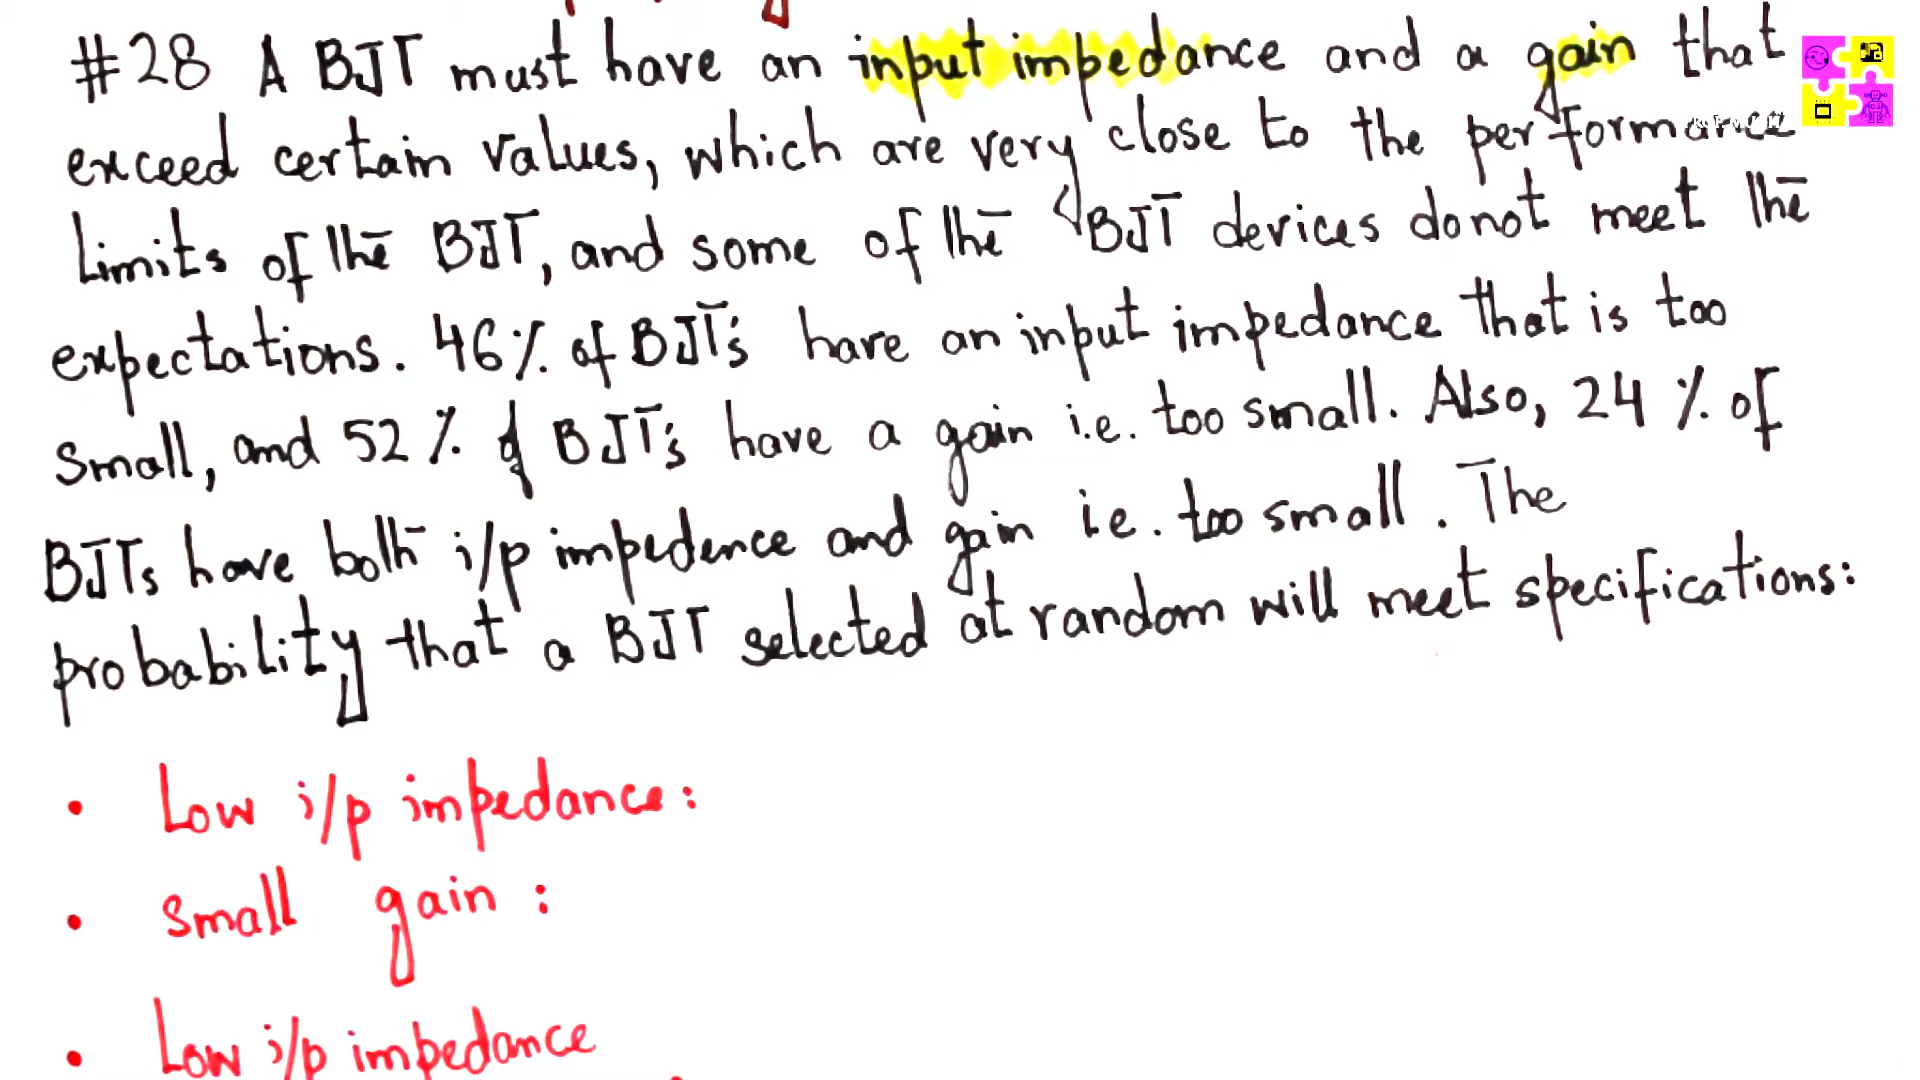 #28 A BJT must have an input impedance and a gain that
exceed certain values, which are very close to the performance
Limits of the BJT, and some of the BJT devices donot meet the
expectations. 46% of BJT's have an input impedance that is too
small, and 52% of BJT's have a gain i.e. too small. Also, 24% of
BJTs have both i/p impedence and gain i.e. too small. The
probability that a BJT selected at random will meet specifications:
• Low i/p impedance:
• small gain:
• Low i/p impedance